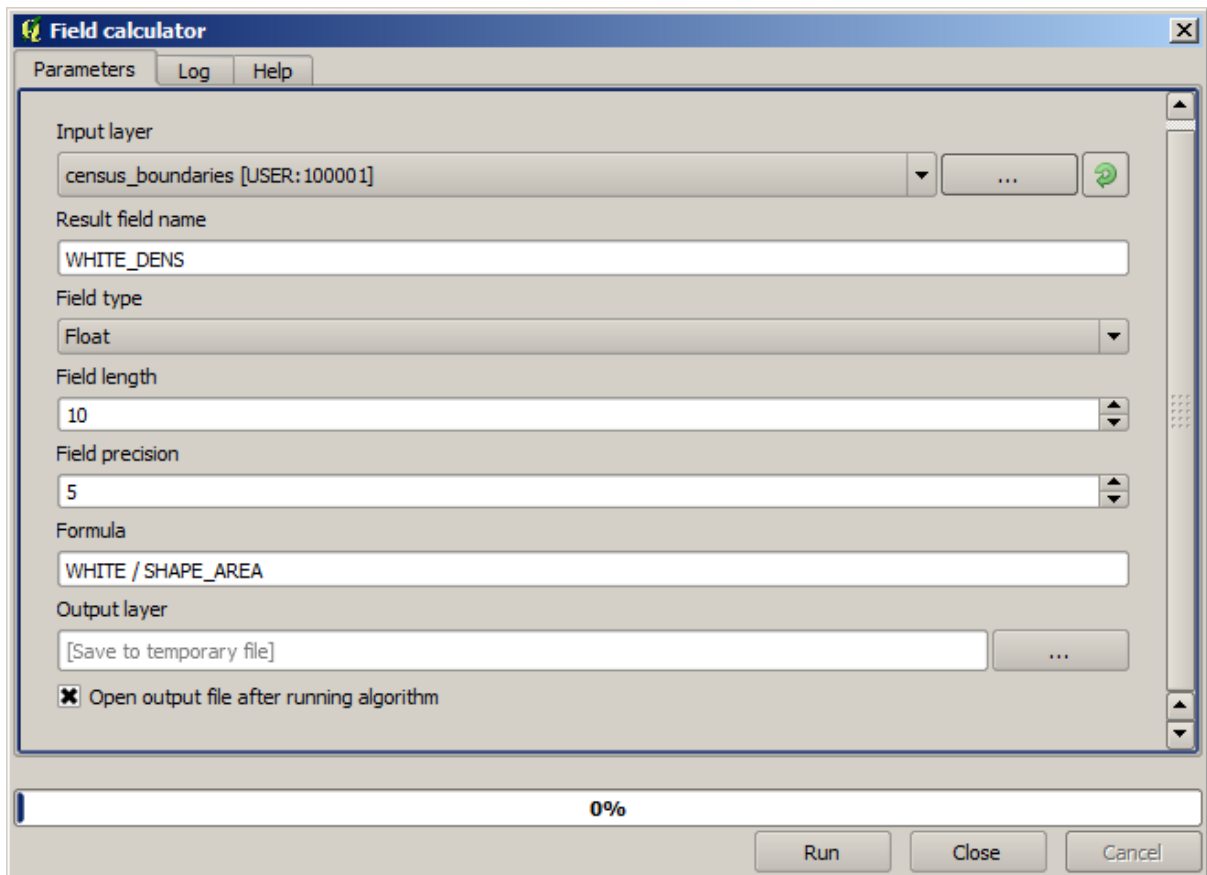 Field calculator
Parameters Log Help
Input layer
census_boundaries [USER:100001] ...
Result field name
WHITE_DENS
Field type
Float
Field length
10
Field precision
5
Formula
WHITE / SHAPE_AREA
Output layer
[Save to temporary file] ...
Open output file after running algorithm
0%
Run Close Cancel